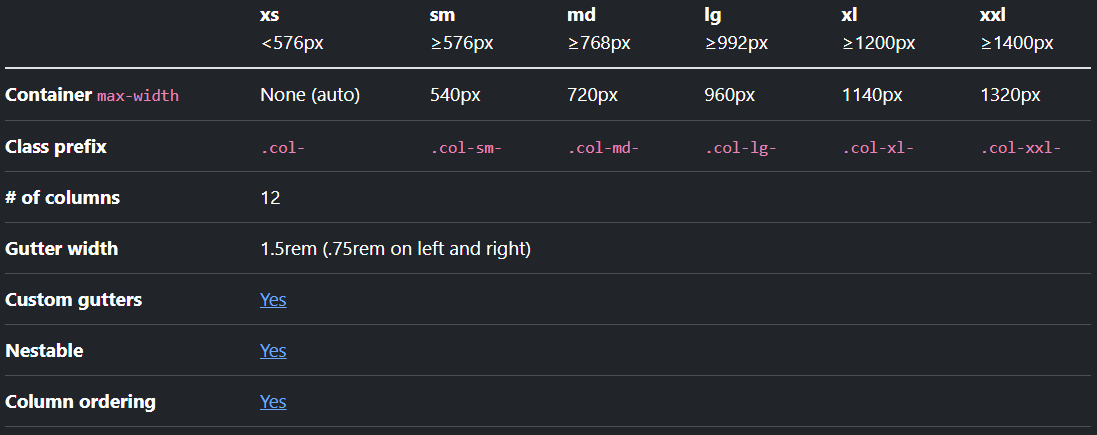 xs sm md lg xl xxl
<576px ≥576px ≥768px ≥992px ≥1200px ≥1400px
Container max-width None (auto) 540px 720px 960px 1140px 1320px
Class prefix .col- .col-sm- .col-md- .col-lg- .col-xl- .col-xxl-
# of columns 12
Gutter width 1.5rem (.75rem on left and right)
Custom gutters Yes
Nestable Yes
Column ordering Yes